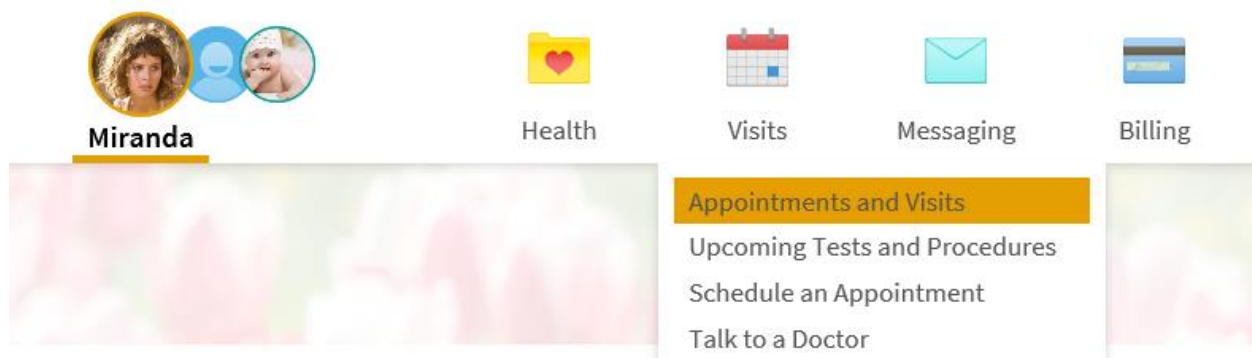 Miranda
Health
Visits
Messaging
Billing
Appointments and Visits
Upcoming Tests and Procedures
Schedule an Appointment
Talk to a Doctor